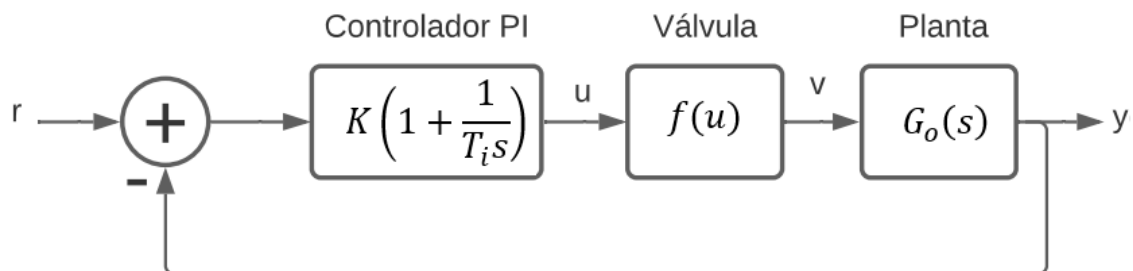 Controlador PI Válvula Planta
r + K(1 + 1/(T_i s)) u f(u) v G_o(s) y
-